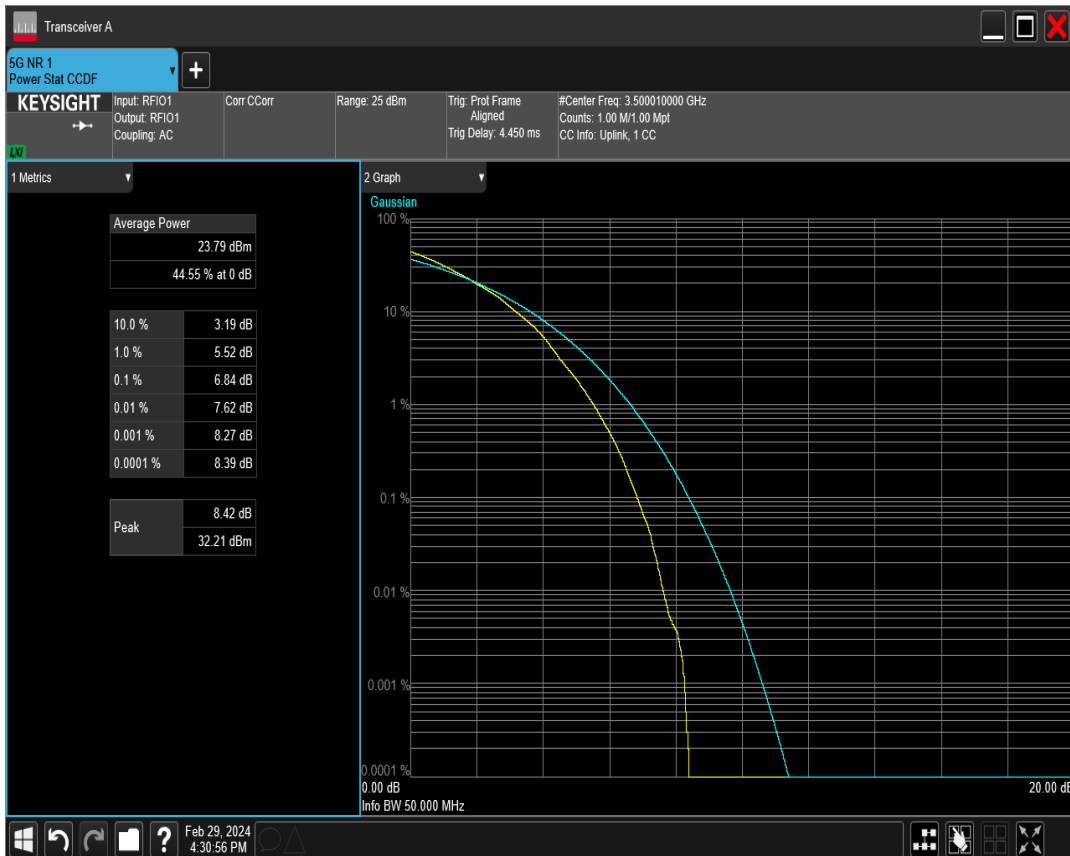 Transceiver A
5G NR 1
Power Stat CCDF
+
KEYSIGHT
LXI
Input: RFIO1
Output: RFIO1
Coupling: AC
Corr CCorr
Range: 25 dBm
Trig: Prot Frame
Aligned
Trig Delay: 4.450 ms
#Center Freq: 3.500010000 GHz
Counts: 1.00 M/1.00 Mpt
CC Info: Uplink, 1 CC
1 Metrics
Average Power
23.79 dBm
44.55 % at 0 dB
10.0 % 3.19 dB
1.0 % 5.52 dB
0.1 % 6.84 dB
0.01 % 7.62 dB
0.001 % 8.27 dB
0.0001 % 8.39 dB
Peak
8.42 dB
32.21 dBm
2 Graph
Gaussian
100 %
10 %
1 %
0.1 %
0.01 %
0.001 %
0.0001 %
0.00 dB
20.00 dB
Info BW 50.000 MHz
?
Feb 29, 2024
4:30:56 PM